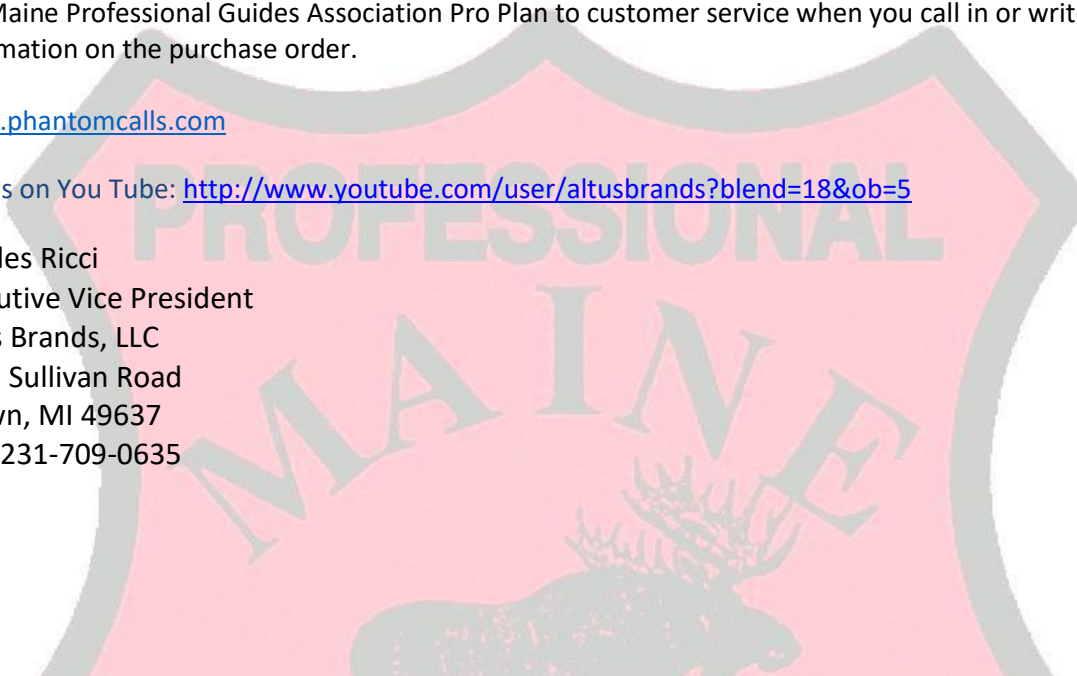 Maine Professional Guides Association Pro Plan to customer service when you call in or writ
rmation on the purchase order.
.phantomcalls.com
s on You Tube: http://www.youtube.com/user/altusbrands?blend=18&ob=5
les Ricci
utive Vice President
s Brands, LLC
Sullivan Road
wn, MI 49637
231-709-0635
PROFESSIONAL
MAINE